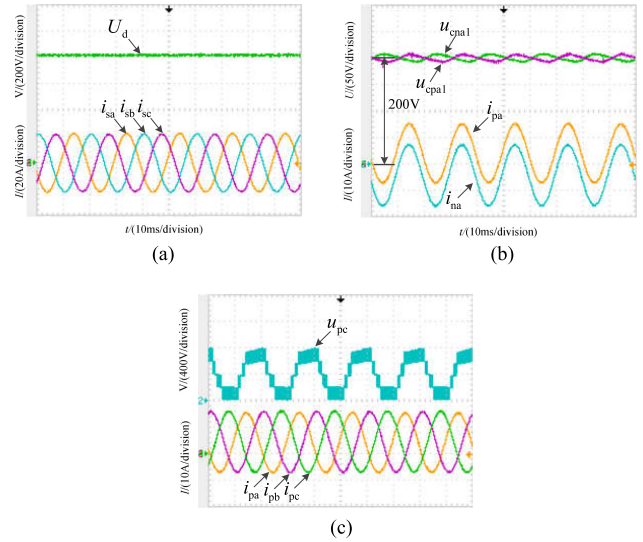 V/(200V/division)
U_d
i_sa i_sb i_sc
I/(20A/division)
t/(10ms/division)
(a)
U/(50V/division)
u_cna1
u_cpa1
200V
i_pa
I/(10A/division)
i_na
t/(10ms/division)
(b)
V/(400V/division)
u_pc
2
I/(10A/division)
i_pa i_pb i_pc
(c)